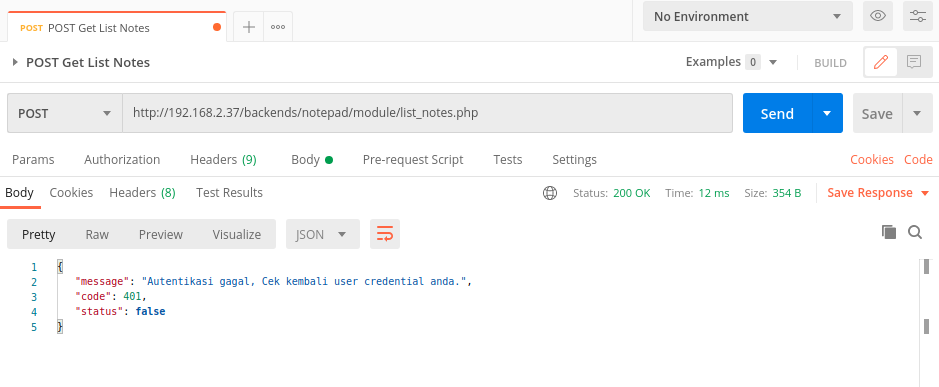 POST POST Get List Notes
No Environment
POST Get List Notes Examples 0 BUILD
POST http://192.168.2.37/backends/notepad/module/list_notes.php Send Save
Params Authorization Headers (9) Body Pre-request Script Tests Settings Cookies Code
Body Cookies Headers (8) Test Results Status: 200 OK Time: 12 ms Size: 354 B Save Response
Pretty Raw Preview Visualize JSON
1 {
2 "message": "Autentikasi gagal, Cek kembali user credential anda.",
3 "code": 401,
4 "status": false
5 }